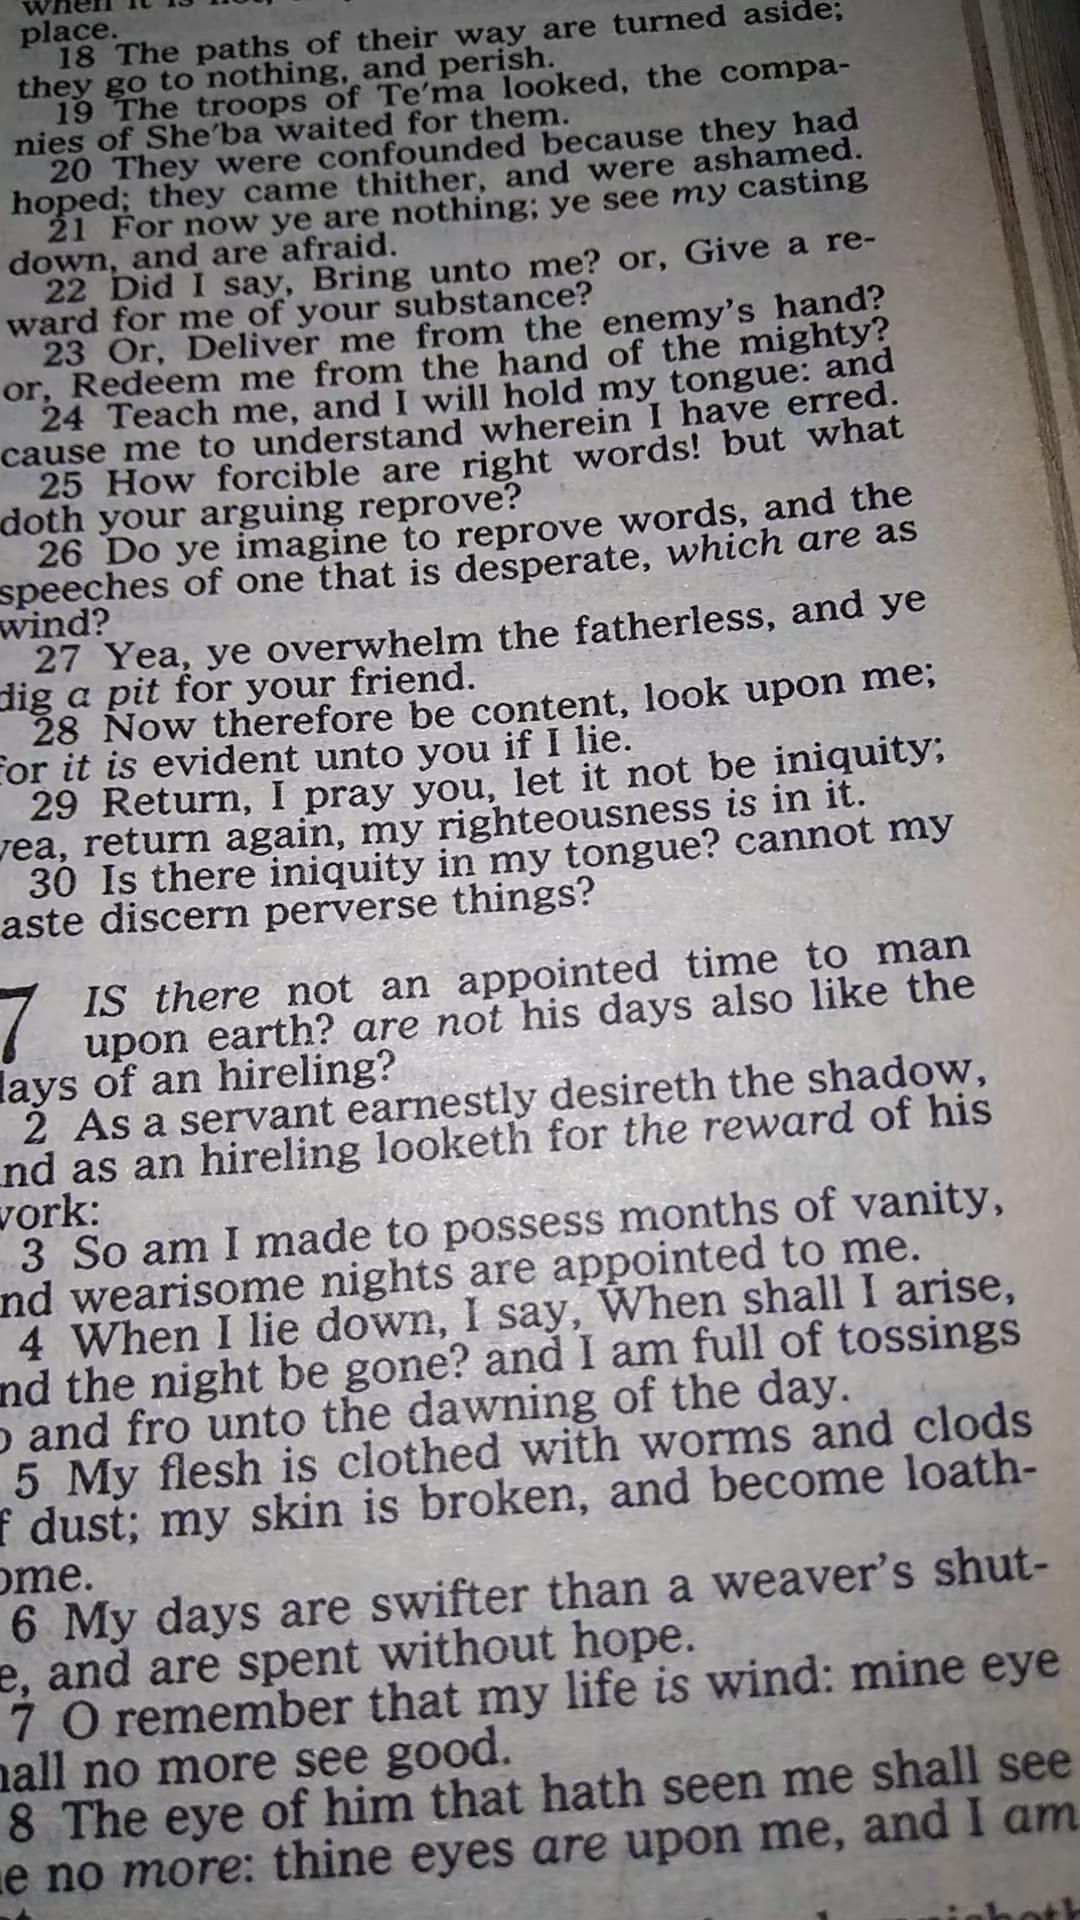 place.
18 The paths of their way are turned aside;
they go to nothing, and perish.
19 The troops of Te'ma looked, the compa-
nies of She'ba waited for them.
20 They were confounded because they had
hoped; they came thither, and were ashamed.
21 For now ye are nothing; ye see my casting
down, and are afraid.
22 Did I say, Bring unto me? or, Give a re-
ward for me of your substance?
23 Or, Deliver me from the enemy's hand?
or, Redeem me from the hand of the mighty?
24 Teach me, and I will hold my tongue: and
cause me to understand wherein I have erred.
25 How forcible are right words! but what
doth your arguing reprove?
26 Do ye imagine to reprove words, and the
speeches of one that is desperate, which are as
wind?
27 Yea, ye overwhelm the fatherless, and ye
dig a pit for your friend.
28 Now therefore be content, look upon me;
for it is evident unto you if I lie.
29 Return, I pray you, let it not be iniquity;
yea, return again, my righteousness is in it.
30 Is there iniquity in my tongue? cannot my
aste discern perverse things?
7 IS there not an appointed time to man
upon earth? are not his days also like the
lays of an hireling?
2 As a servant earnestly desireth the shadow,
nd as an hireling looketh for the reward of his
work:
3 So am I made to possess months of vanity,
nd wearisome nights are appointed to me.
4 When I lie down, I say, When shall I arise,
nd the night be gone? and I am full of tossings
o and fro unto the dawning of the day.
5 My flesh is clothed with worms and clods
f dust; my skin is broken, and become loath-
ome.
6 My days are swifter than a weaver's shut-
e, and are spent without hope.
7 O remember that my life is wind: mine eye
hall no more see good.
8 The eye of him that hath seen me shall see
e no more: thine eyes are upon me, and I am